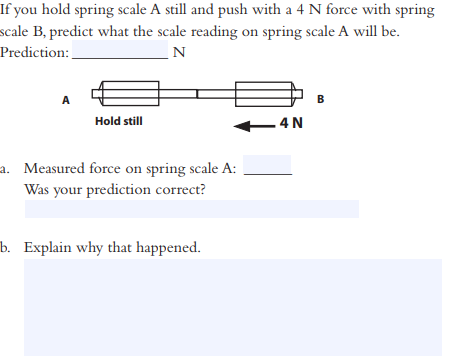 If you hold spring scale A still and push with a 4 N force with spring
scale B, predict what the scale reading on spring scale A will be.
Prediction: N
A
B
Hold still
4 N
a. Measured force on spring scale A:
Was your prediction correct?
b. Explain why that happened.